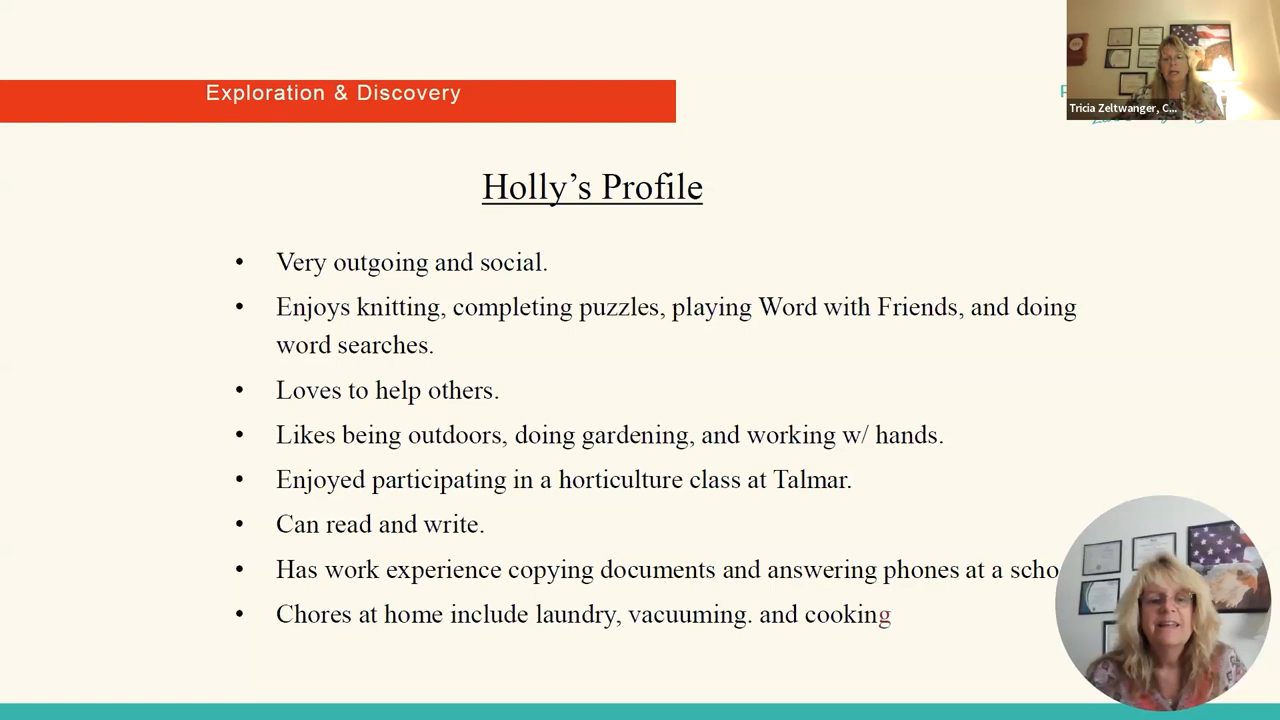 Exploration & Discovery
Tricia Zeltwanger, C...
Holly’s Profile
• Very outgoing and social.
• Enjoys knitting, completing puzzles, playing Word with Friends, and doing
word searches.
• Loves to help others.
• Likes being outdoors, doing gardening, and working w/ hands.
• Enjoyed participating in a horticulture class at Talmar.
• Can read and write.
• Has work experience copying documents and answering phones at a scho
• Chores at home include laundry, vacuuming. and cooking